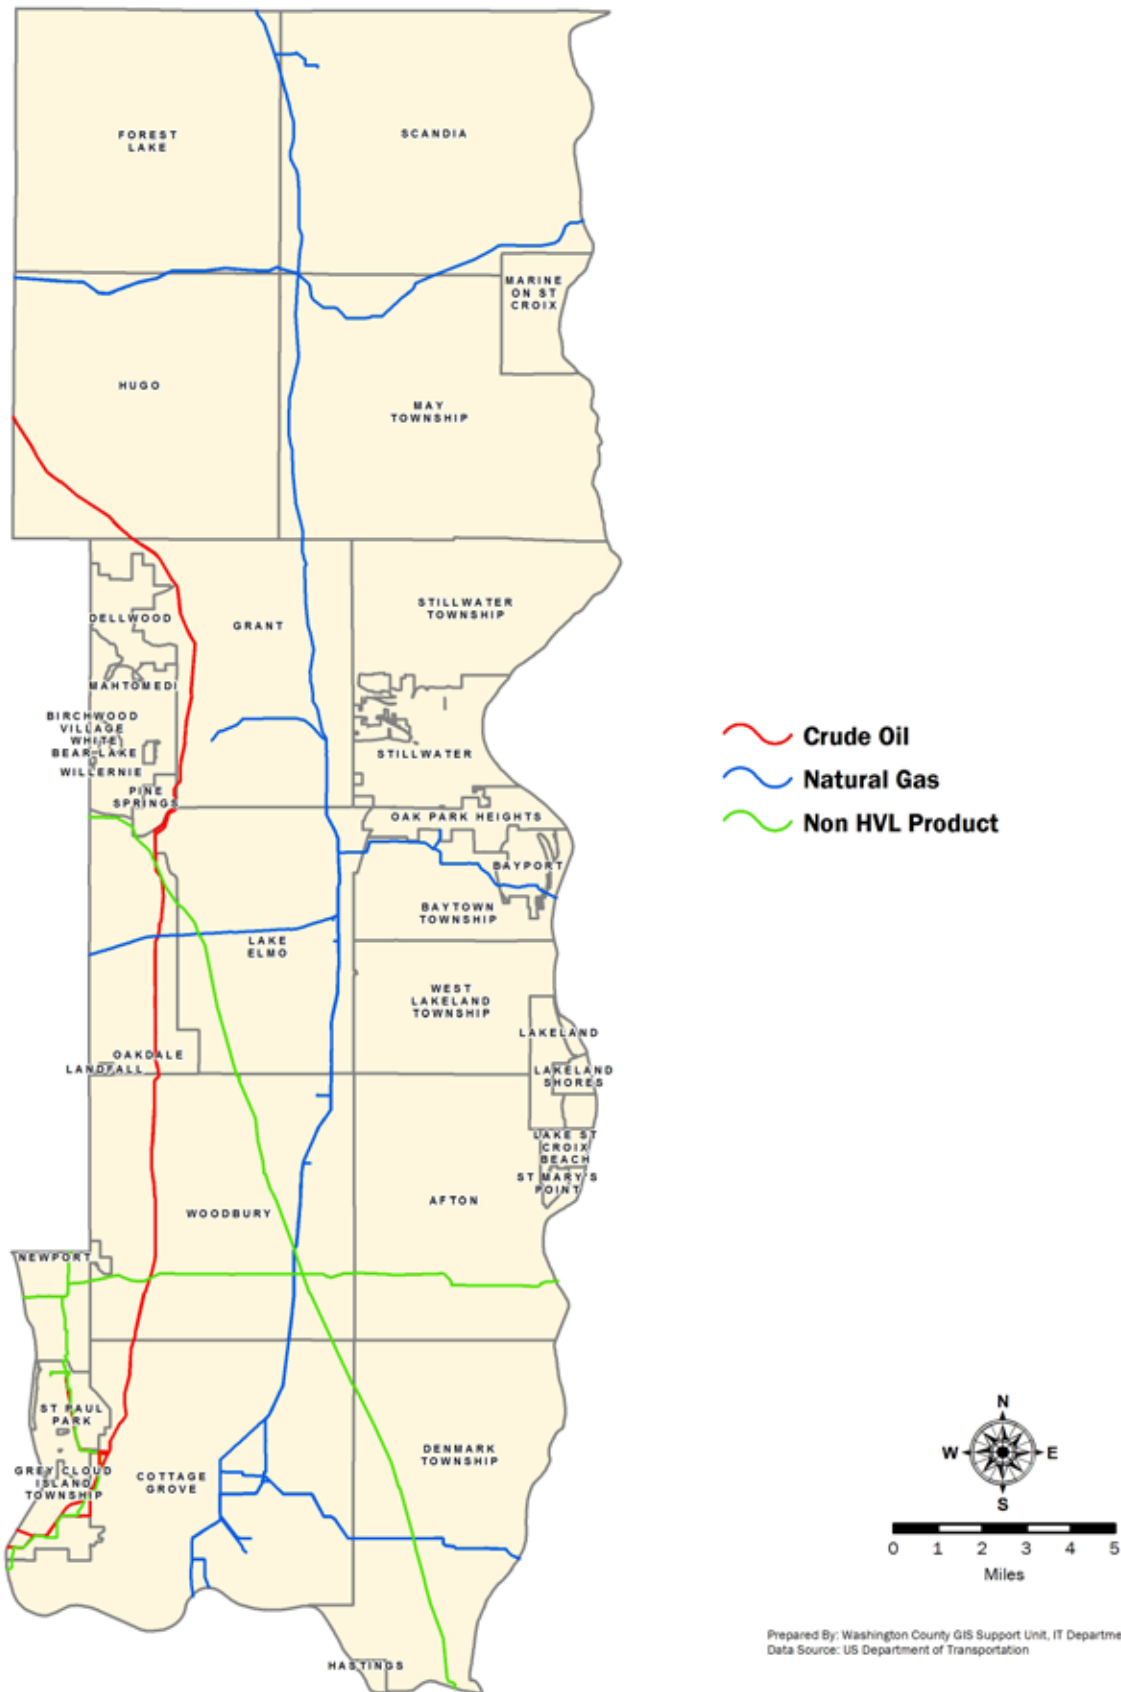 FOREST
LAKE
SCANDIA
MARINE
ON ST
CROIX
HUGO
MAY
TOWNSHIP
STILLWATER
TOWNSHIP
DELLWOOD
GRANT
MAHTOMEDI
BIRCHWOOD
VILLAGE
WHITE
BEAR LAKE
WILLERNIE
PINE
SPRINGS
STILLWATER
OAK PARK HEIGHTS
BAYPORT
BAYTOWN
TOWNSHIP
LAKE
ELMO
WEST
LAKELAND
TOWNSHIP
LAKELAND
OAKDALE
LANDFALL
LAKELAND
SHORES
LAKE ST
CROIX
BEACH
ST MARY'S
POINT
AFTON
WOODBURY
NEWPORT
ST PAUL
PARK
GREY CLOUD
ISLAND
TOWNSHIP
COTTAGE
GROVE
DENMARK
TOWNSHIP
HASTINGS
Crude Oil
Natural Gas
Non HVL Product
N
W E
S
0 1 2 3 4 5
Miles
Prepared By: Washington County GIS Support Unit, IT Departme
Data Source: US Department of Transportation